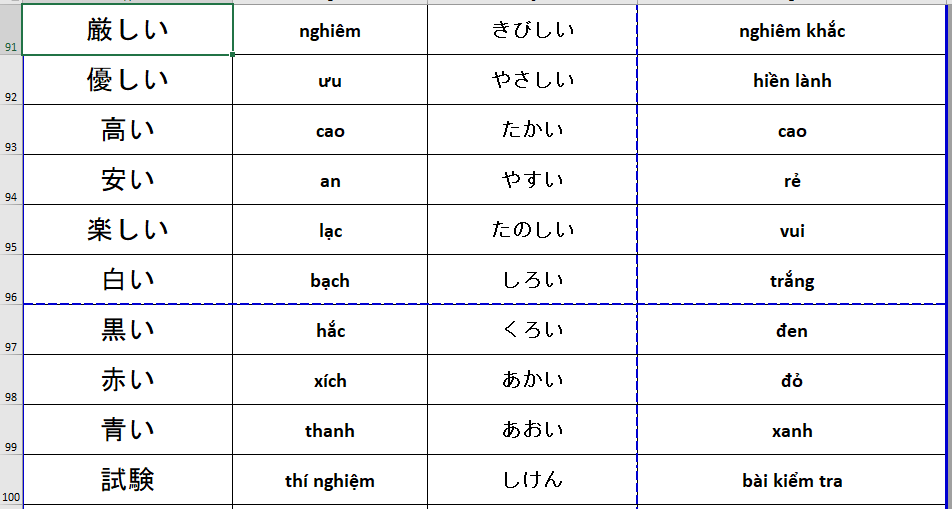 91 厳しい nghiêm きびしい nghiêm khắc
92 優しい ưu やさしい hiền lành
93 高い cao たかい cao
94 安い an やすい rẻ
95 楽しい lạc たのしい vui
96 白い bạch しろい trắng
97 黒い hắc くろい đen
98 赤い xích あかい đỏ
99 青い thanh あおい xanh
100 試験 thí nghiệm しけん bài kiểm tra